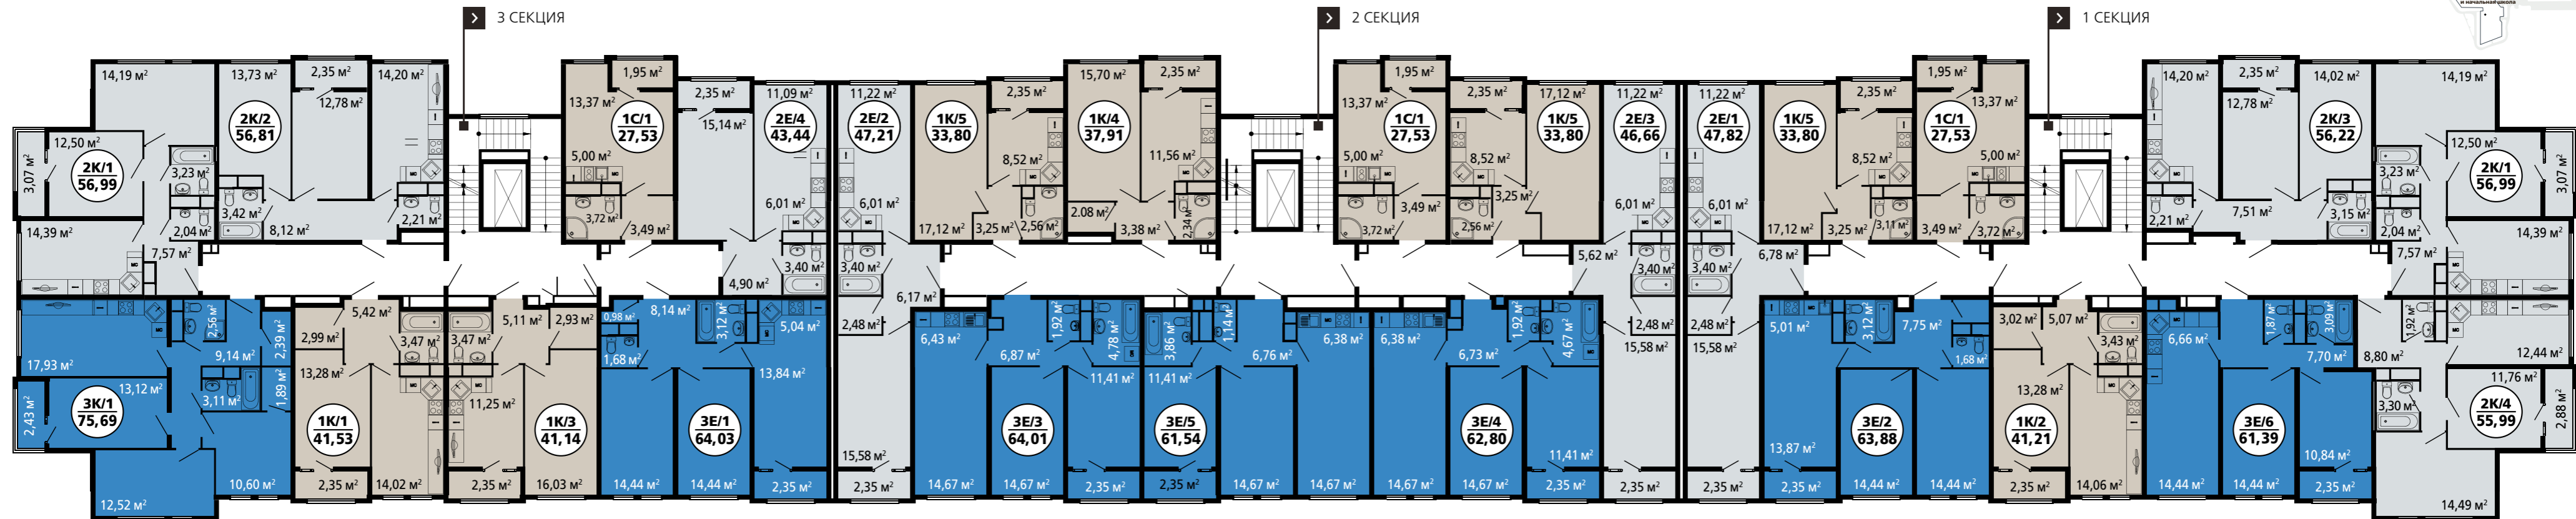 3 СЕКЦИЯ
2 СЕКЦИЯ
1 СЕКЦИЯ
и начальная школа
14,19 м²
12,50 м²
2К/1
56,99
3,07 м²
3,23 м²
2,04 м²
14,39 м²
7,57 м²
13,73 м²
2,35 м²
14,20 м²
12,78 м²
2К/2
56,81
3,42 м²
8,12 м²
2,21 м²
1,95 м²
13,37 м²
1С/1
27,53
5,00 м²
3,72 м²
3,49 м²
2,35 м²
11,09 м²
15,14 м²
2Е/4
43,44
6,01 м²
3,40 м²
4,90 м²
11,22 м²
2Е/2
47,21
6,01 м²
3,40 м²
6,17 м²
2,48 м²
15,58 м²
2,35 м²
1К/5
33,80
2,35 м²
8,52 м²
17,12 м²
3,25 м²
2,56 м²
15,70 м²
2,35 м²
1К/4
37,91
11,56 м²
2.08 м²
3,38 м²
2,34 м²
1,95 м²
13,37 м²
1С/1
27,53
5,00 м²
3,49 м²
3,72 м²
2,35 м²
17,12 м²
1К/5
33,80
8,52 м²
3,25 м²
2,56 м²
11,22 м²
2Е/3
46,66
6,01 м²
5,62 м²
3,40 м²
2,48 м²
15,58 м²
2,35 м²
11,22 м²
2Е/1
47,82
6,01 м²
3,40 м²
6,78 м²
2,48 м²
15,58 м²
2,35 м²
1К/5
33,80
2,35 м²
8,52 м²
17,12 м²
3,25 м²
3,11 м²
1,95 м²
13,37 м²
1С/1
27,53
5,00 м²
3,49 м²
3,72 м²
14,20 м²
2,35 м²
14,02 м²
12,78 м²
2К/3
56,22
2,21 м²
7,51 м²
3,15 м²
14,19 м²
12,50 м²
2К/1
56,99
3,07 м²
3,23 м²
2,04 м²
14,39 м²
7,57 м²
17,93 м²
2,56 м²
9,14 м²
2,39 м²
13,12 м²
3К/1
75,69
2,43 м²
3,11 м²
1,89 м²
12,52 м²
10,60 м²
5,42 м²
2,99 м²
3,47 м²
13,28 м²
1К/1
41,53
2,35 м²
14,02 м²
5,11 м²
2,93 м²
3,47 м²
11,25 м²
1К/3
41,14
2,35 м²
16,03 м²
0,98 м²
8,14 м²
3,12 м²
5,04 м²
1,68 м²
13,84 м²
3Е/1
64,03
14,44 м²
14,44 м²
2,35 м²
6,43 м²
1,92 м²
4,78 м²
6,87 м²
11,41 м²
3Е/3
64,01
14,67 м²
14,67 м²
2,35 м²
3,86 м²
1,14 м²
6,76 м²
6,38 м²
11,41 м²
3Е/5
61,54
2,35 м²
14,67 м²
14,67 м²
6,38 м²
6,73 м²
1,92 м²
4,67 м²
3Е/4
62,80
11,41 м²
14,67 м²
14,67 м²
2,35 м²
5,01 м²
3,12 м²
7,75 м²
1,68 м²
13,87 м²
3Е/2
63,88
2,35 м²
14,44 м²
14,44 м²
3,02 м²
5,07 м²
3,43 м²
13,28 м²
1К/2
41,21
2,35 м²
14,06 м²
6,66 м²
1,87 м²
3,09 м²
7,70 м²
3Е/6
61,39
10,84 м²
14,44 м²
14,44 м²
2,35 м²
1,92 м²
8,80 м²
12,44 м²
11,76 м²
3,30 м²
2К/4
55,99
2,88 м²
14,49 м²